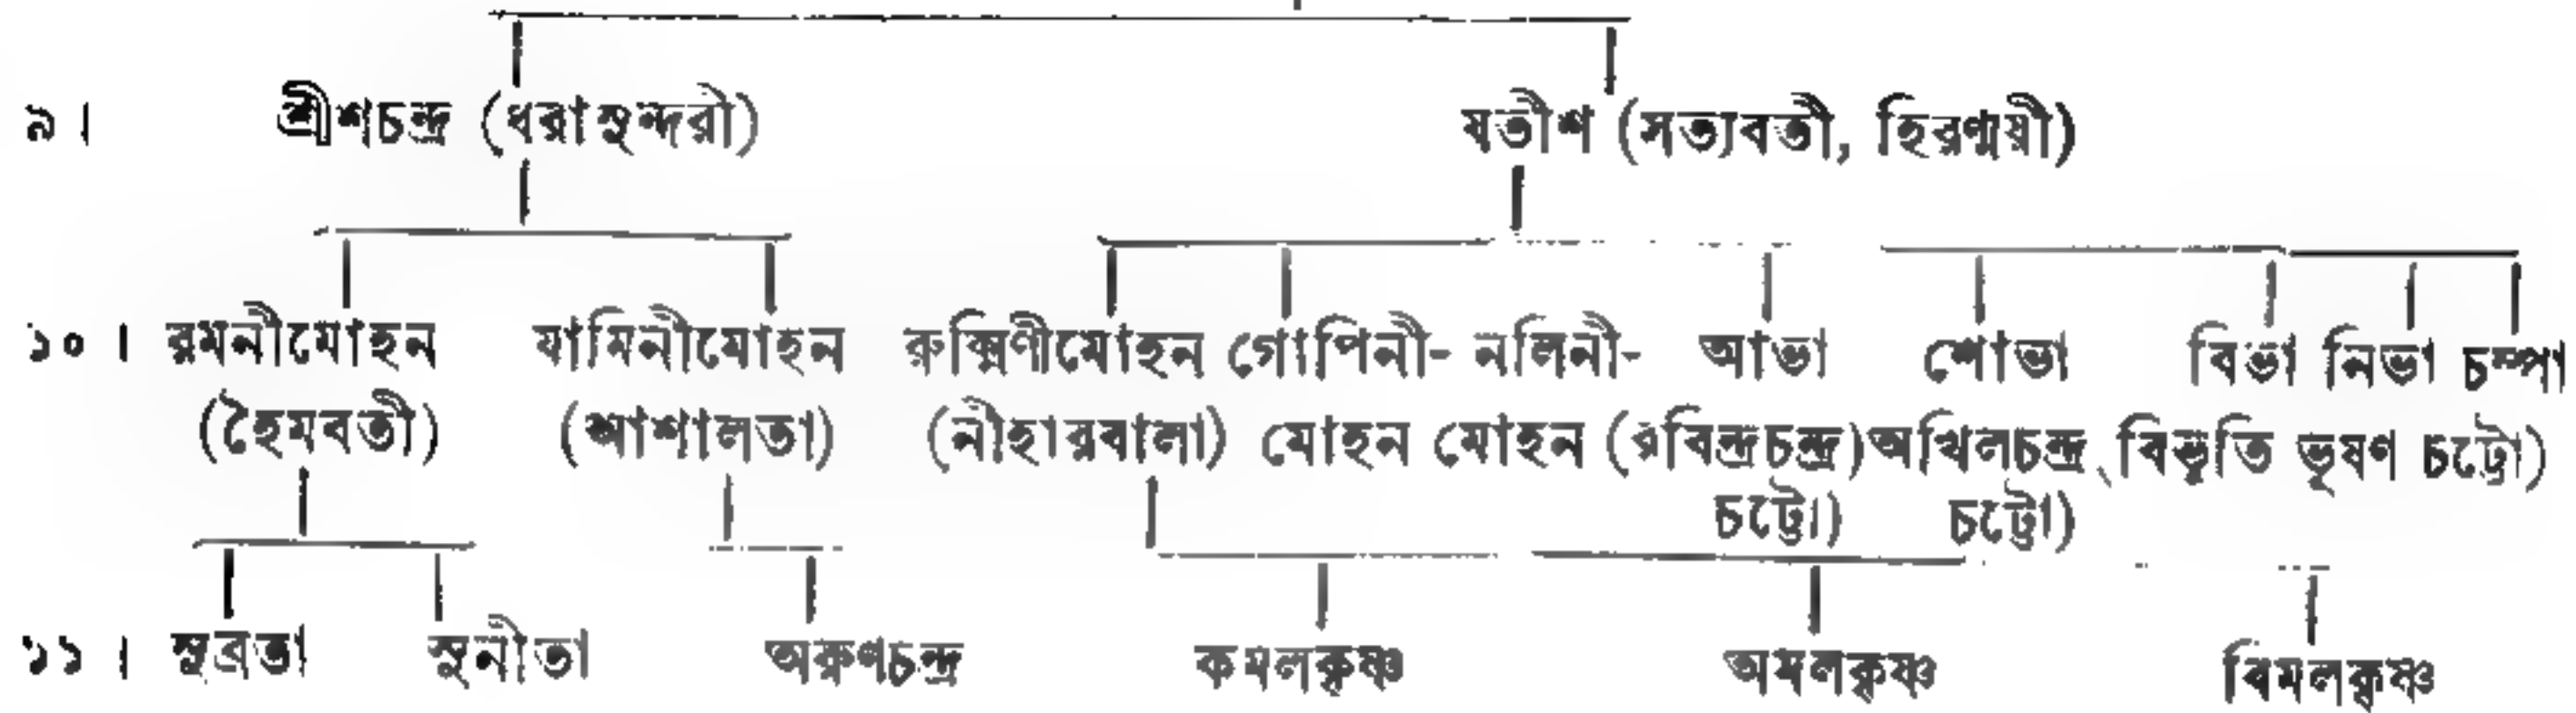 ৯। শ্রীশচন্দ্র (ধরাসুন্দরী) যতীশ (সত্যবতী, হিরণ্ময়ী)
১০। রমনীমোহন যামিনীমোহন রুক্মিণীমোহন গোপিনী- নলিনী- আভা শোভা বিভা নিভা চম্পা
(হৈমবতী) (আশালতা) (নীহারবালা) মোহন মোহন (রবিন্দ্রচন্দ্র) অখিলচন্দ্র, বিভূতি ভূষণ চট্টো)
চট্টো) চট্টো)
১১। সুব্রতা সুনীতা অরুণচন্দ্র কমলকৃষ্ণ অমলকৃষ্ণ বিমলকৃষ্ণ